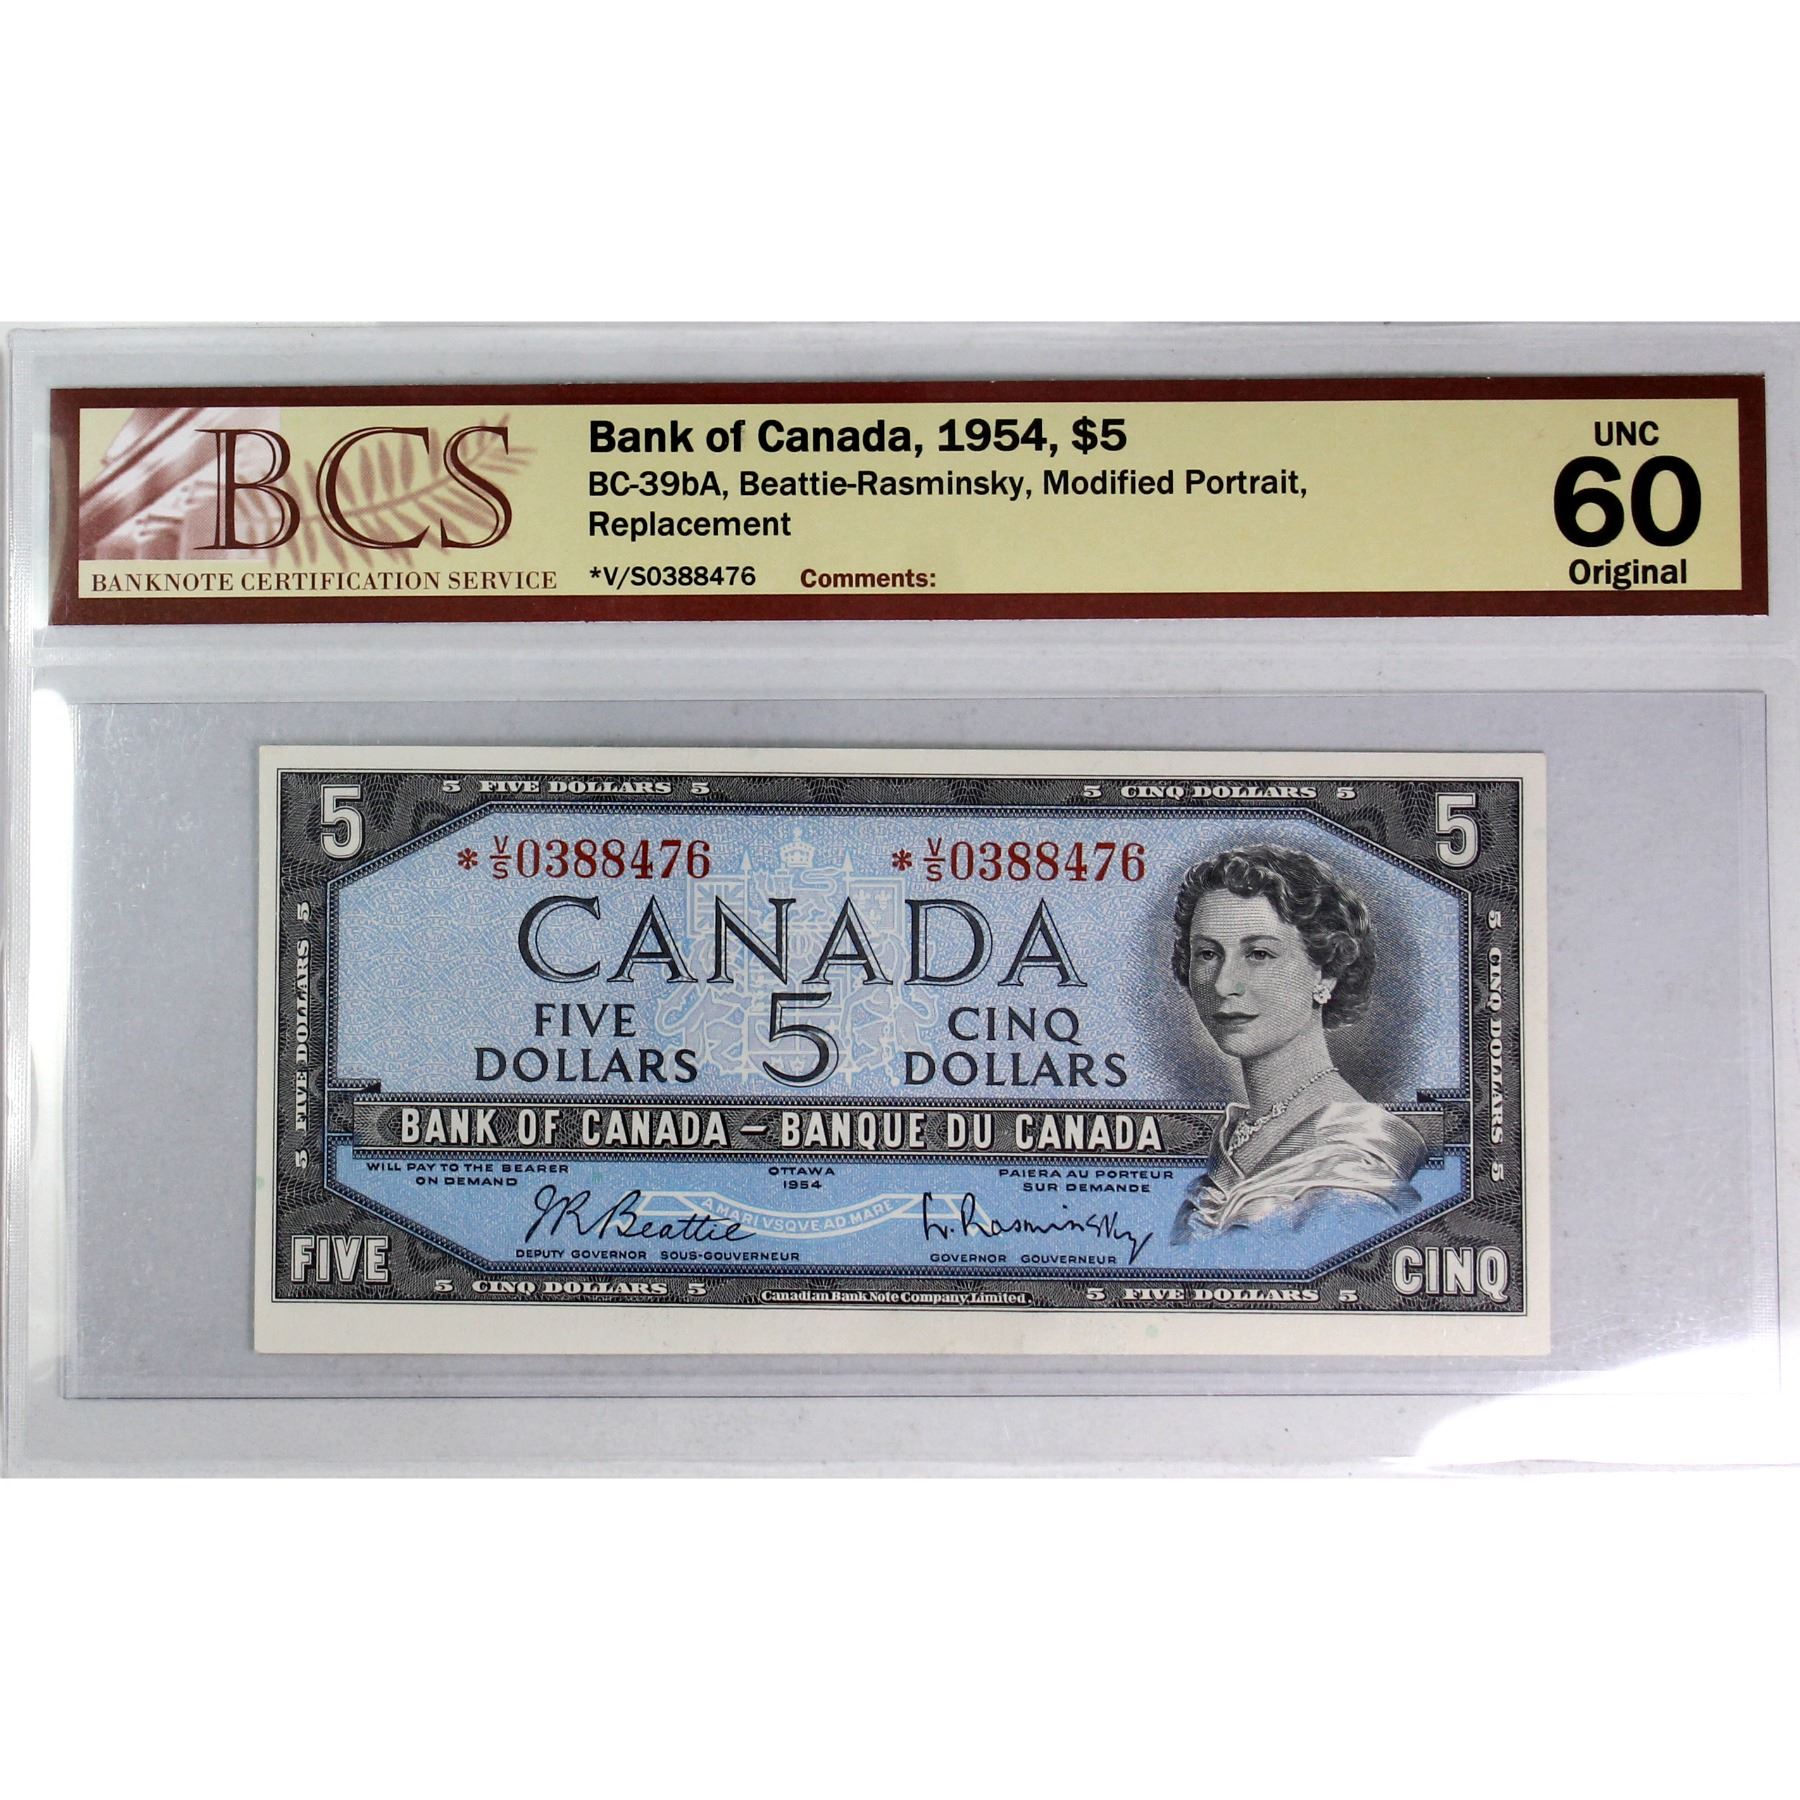 BCS
BANKNOTE CERTIFICATION SERVICE
Bank of Canada, 1954, $5
BC-39bA, Beattie-Rasminsky, Modified Portrait,
Replacement
*V/S0388476 Comments:
UNC
60
Original
5 FIVE DOLLARS 5 5 CINQ DOLLARS 5
5 5
*V/S0388476 *V/S0388476
CANADA
FIVE DOLLARS 5 CINQ DOLLARS
5 FIVE DOLLARS 5
5 CINQ DOLLARS 5
BANK OF CANADA – BANQUE DU CANADA
WILL PAY TO THE BEARER ON DEMAND
OTTAWA
1954
PAIERA AU PORTEUR SUR DEMANDE
A MARI VSQVE AD MARE
JR Beattie L. Rasminsky
DEPUTY GOVERNOR SOUS-GOUVERNEUR GOVERNOR GOUVERNEUR
FIVE CINQ
5 CINQ DOLLARS 5 Canadian Bank Note Company, Limited. 5 FIVE DOLLARS 5